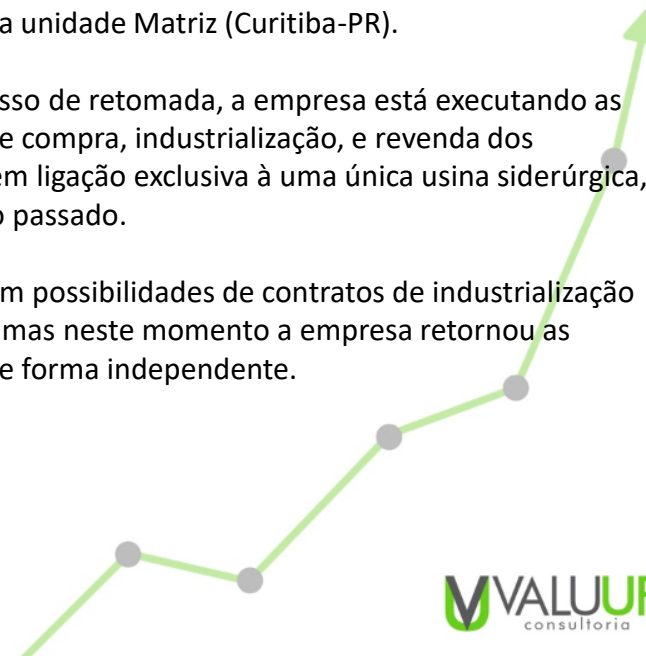 a unidade Matriz (Curitiba-PR).
sso de retomada, a empresa está executando as
e compra, industrialização, e revenda dos
em ligação exclusiva à uma única usina siderúrgica,
o passado.
m possibilidades de contratos de industrialização
mas neste momento a empresa retornou as
e forma independente.
VALUUP
consultoria